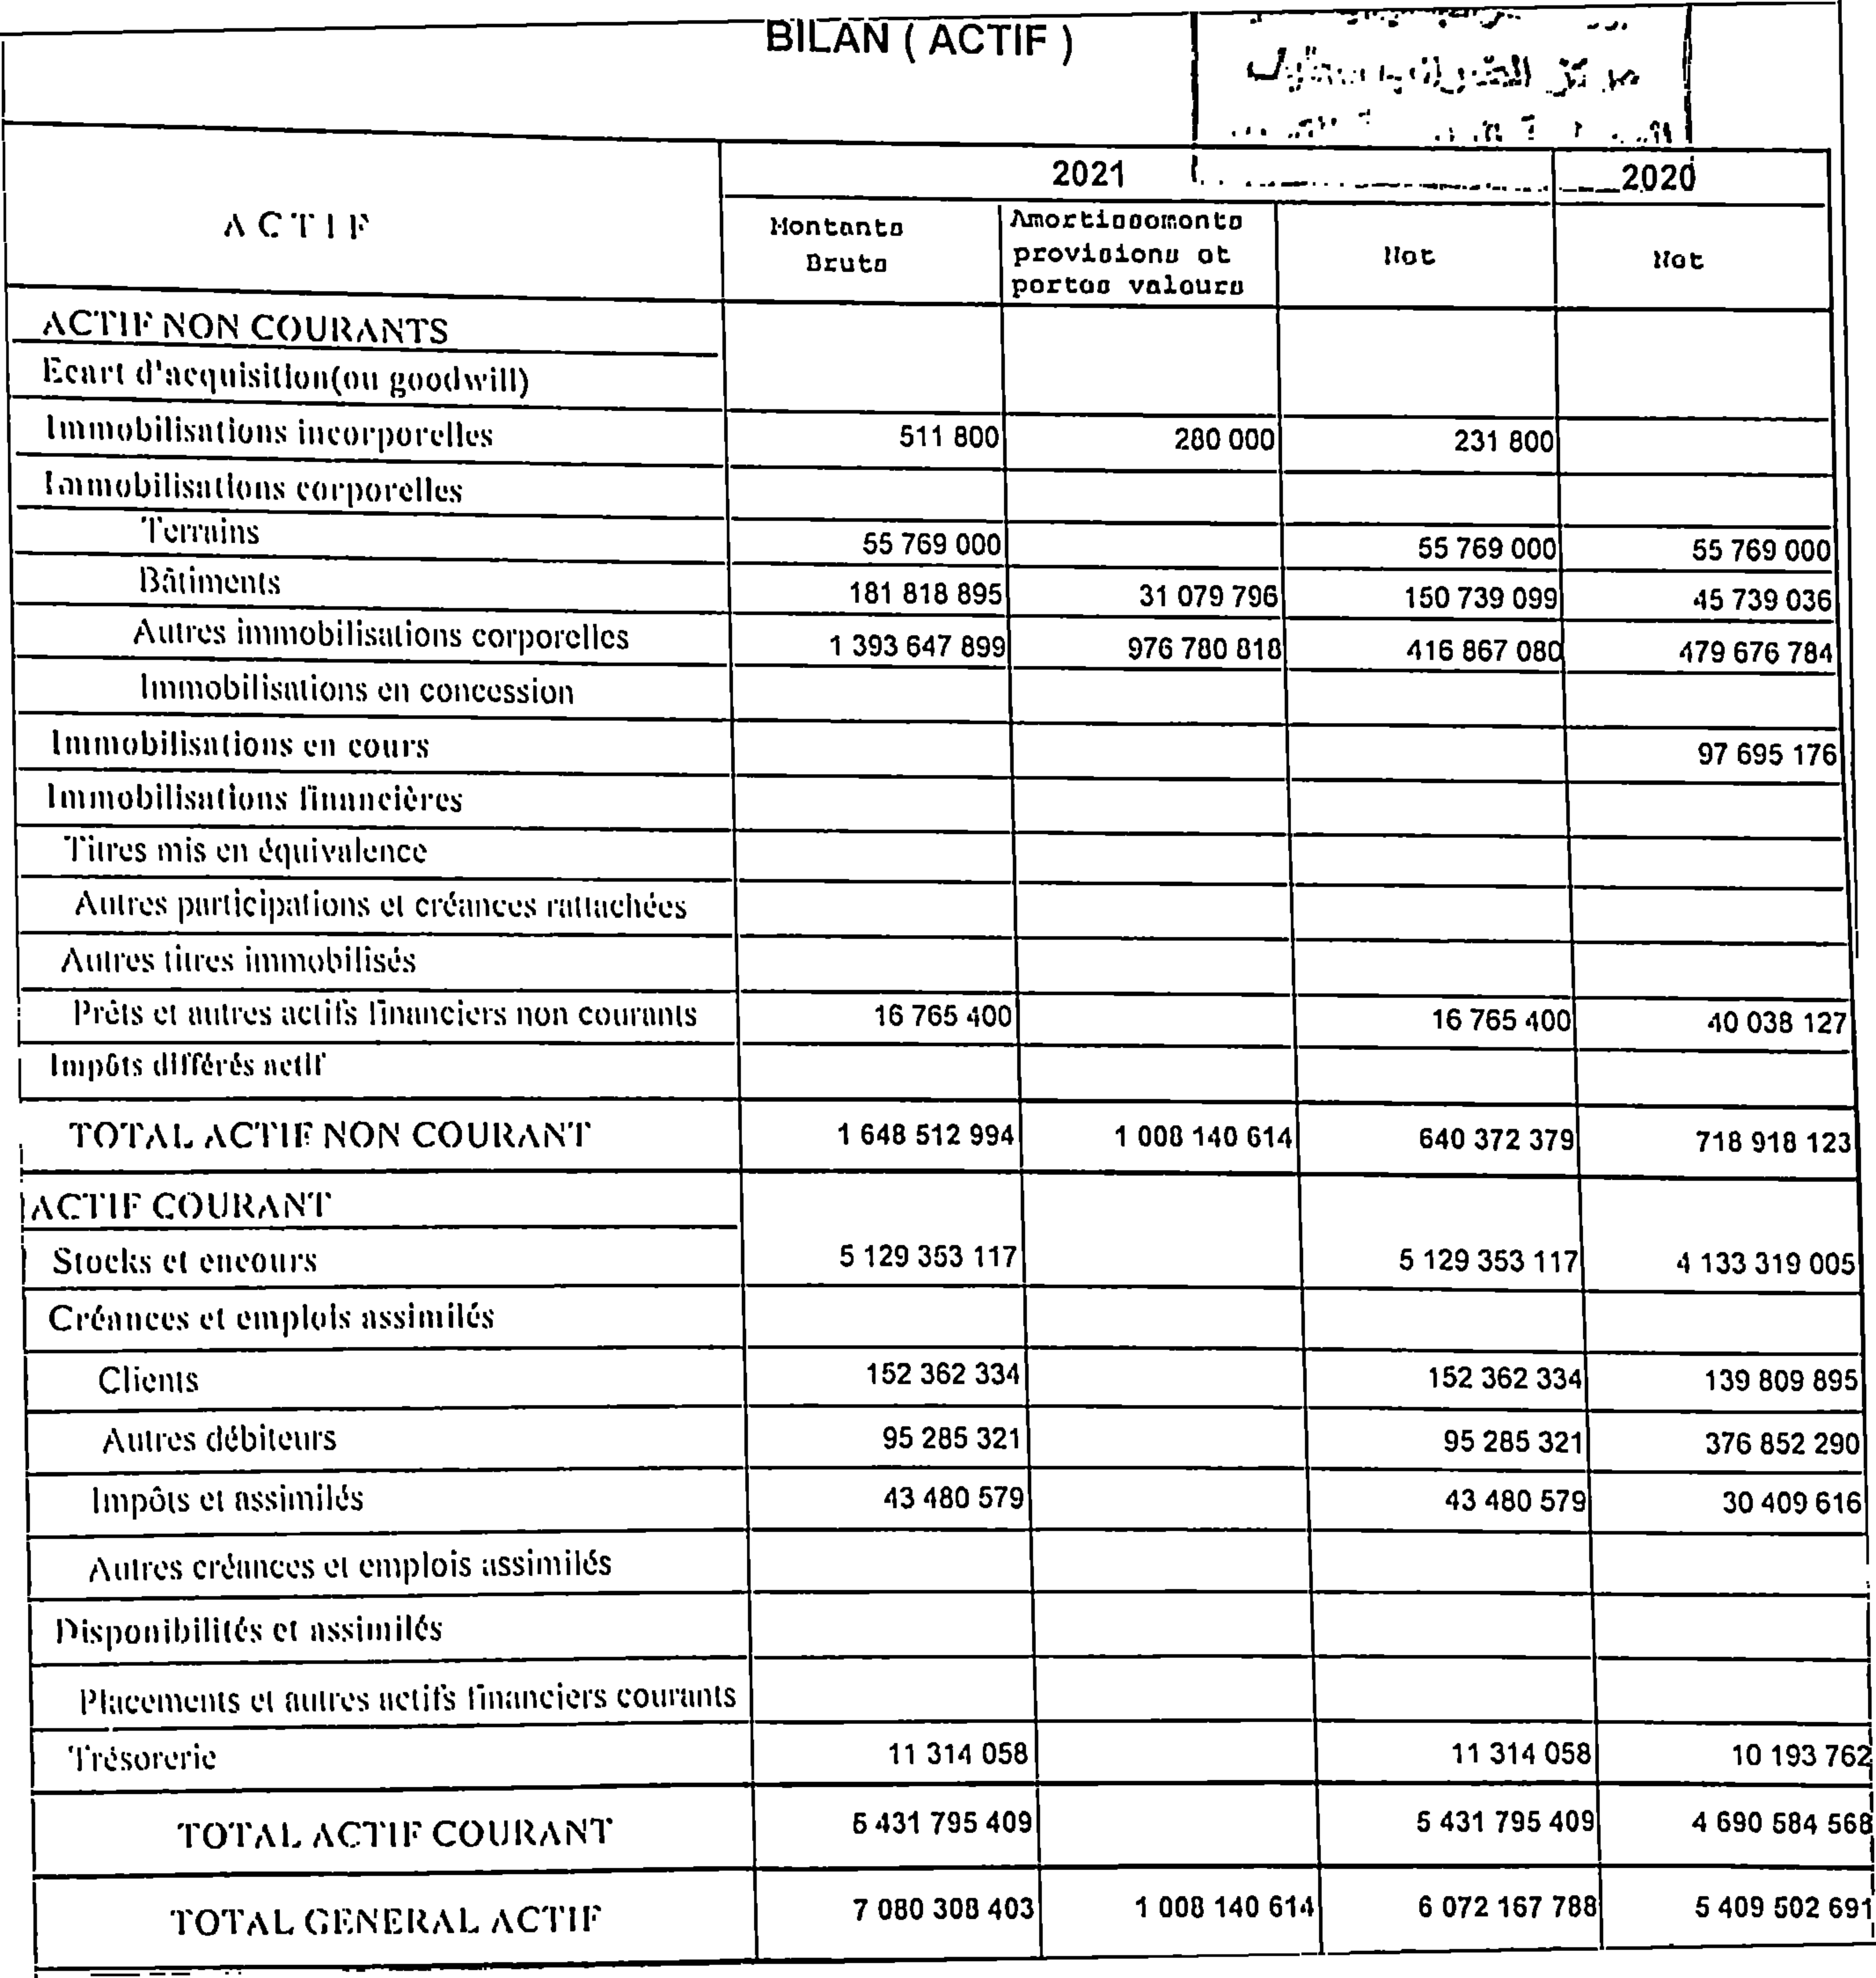 BILAN ( ACTIF )
مركز الضرائب
2021 2020
ACTIF
Montants Bruts
Amortissements provisions et pertes valeurs
Net
Net
ACTIF NON COURANTS
Ecart d'acquisition(ou goodwill)
Immobilisations incorporelles 511 800 280 000 231 800
Immobilisations corporelles
Terrains 55 769 000 55 769 000 55 769 000
Bâtiments 181 818 895 31 079 796 150 739 099 45 739 036
Autres immobilisations corporelles 1 393 647 899 976 780 818 416 867 080 479 676 784
Immobilisations en concession
Immobilisations en cours 97 695 176
Immobilisations financières
Titres mis en équivalence
Autres participations et créances rattachées
Autres titres immobilisés
Prêts et autres actifs financiers non courants 16 765 400 16 765 400 40 038 127
Impôts différés actif
TOTAL ACTIF NON COURANT 1 648 512 994 1 008 140 614 640 372 379 718 918 123
ACTIF COURANT
Stocks et encours 5 129 353 117 5 129 353 117 4 133 319 005
Créances et emplois assimilés
Clients 152 362 334 152 362 334 139 809 895
Autres débiteurs 95 285 321 95 285 321 376 852 290
Impôts et assimilés 43 480 579 43 480 579 30 409 616
Autres créances et emplois assimilés
Disponibilités et assimilés
Placements et autres actifs financiers courants
Trésorerie 11 314 058 11 314 058 10 193 762
TOTAL ACTIF COURANT 5 431 795 409 5 431 795 409 4 690 584 568
TOTAL GENERAL ACTIF 7 080 308 403 1 008 140 614 6 072 167 788 5 409 502 691